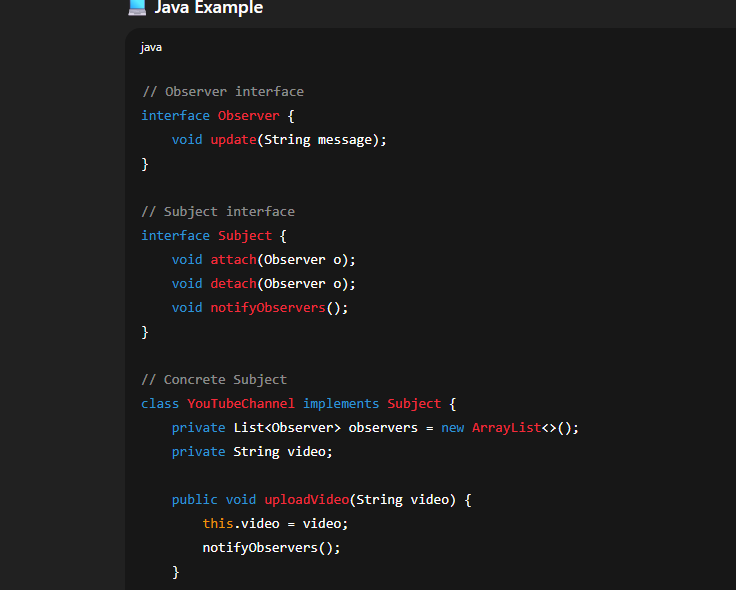 Java Example
java
// Observer interface
interface Observer {
    void update(String message);
}
// Subject interface
interface Subject {
    void attach(Observer o);
    void detach(Observer o);
    void notifyObservers();
}
// Concrete Subject
class YouTubeChannel implements Subject {
    private List<Observer> observers = new ArrayList<>();
    private String video;
    public void uploadVideo(String video) {
        this.video = video;
        notifyObservers();
    }